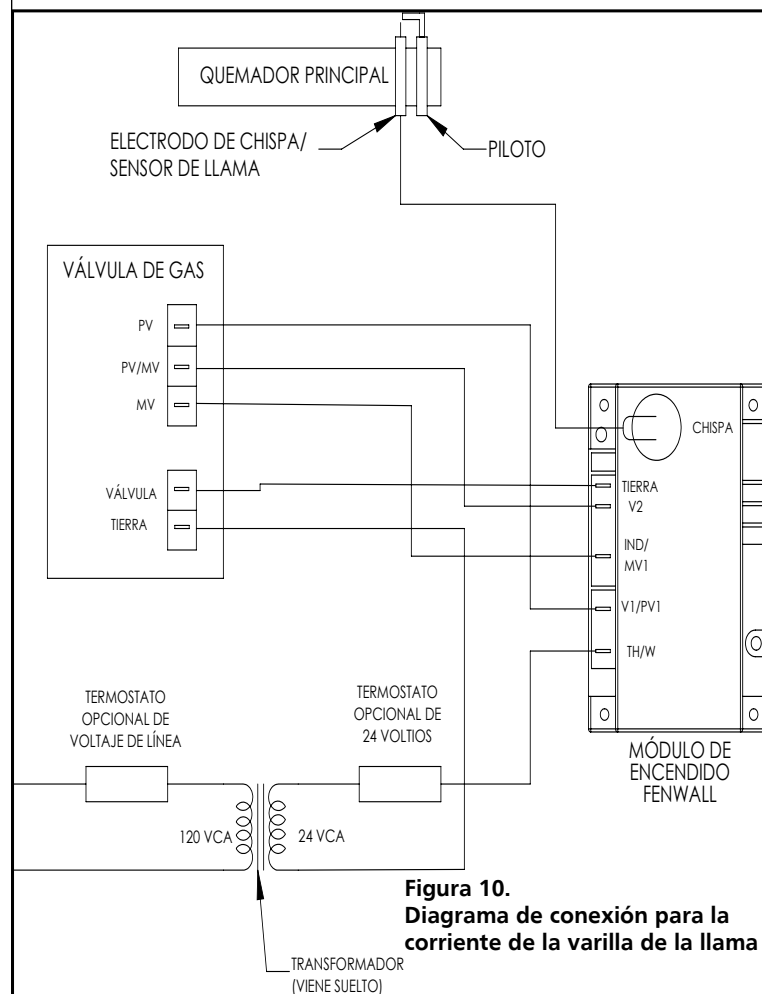 QUEMADOR PRINCIPAL
ELECTRODO DE CHISPA/
SENSOR DE LLAMA
PILOTO
VÁLVULA DE GAS
PV
PV/MV
MV
VÁLVULA
TIERRA
CHISPA
TIERRA
V2
IND/
MV1
V1/PV1
TH/W
MÓDULO DE
ENCENDIDO
FENWALL
TERMOSTATO
OPCIONAL DE
VOLTAJE DE LÍNEA
TERMOSTATO
OPCIONAL DE
24 VOLTIOS
120 VCA
24 VCA
TRANSFORMADOR
(VIENE SUELTO)
Figura 10.
Diagrama de conexión para la
corriente de la varilla de la llama